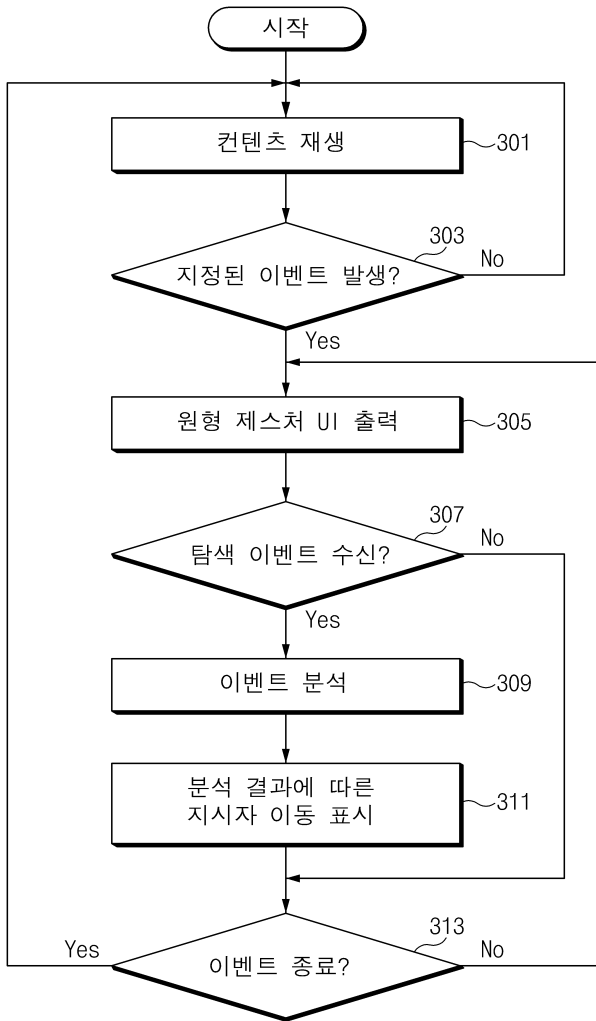 시작
컨텐츠 재생
301
303
지정된 이벤트 발생?
No
Yes
원형 제스처 UI 출력
305
307
탐색 이벤트 수신?
No
Yes
이벤트 분석
309
분석 결과에 따른
지시자 이동 표시
311
313
Yes
이벤트 종료?
No